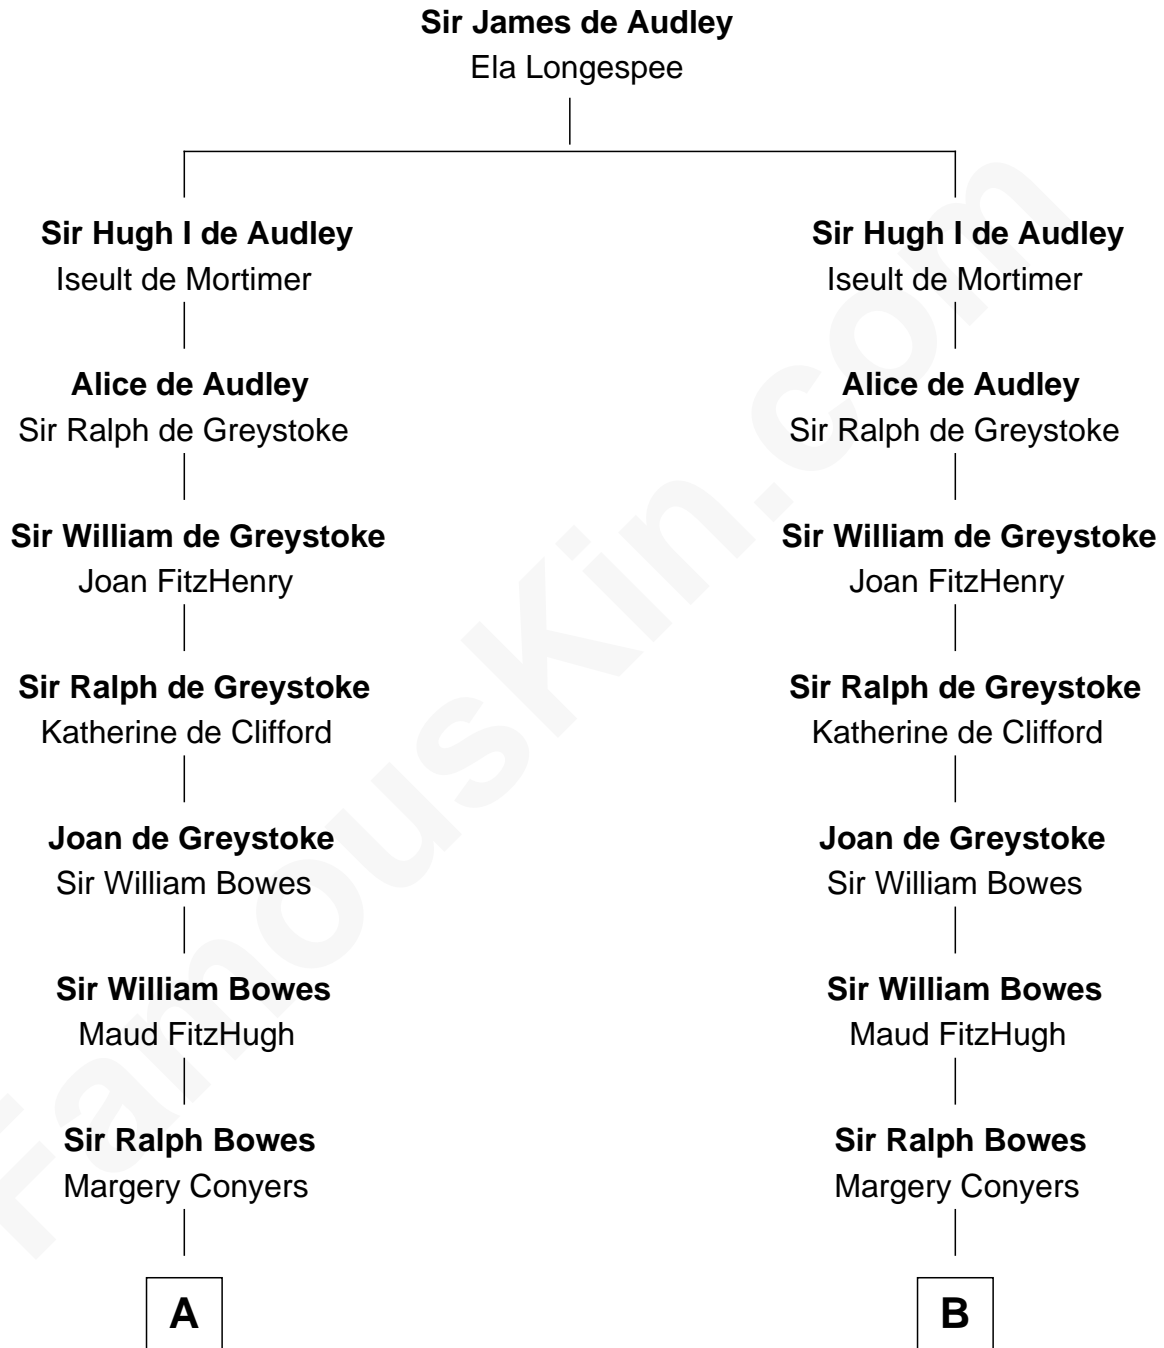 Sir James de Audley
Ela Longespee
Sir Hugh I de Audley
Iseult de Mortimer
Alice de Audley
Sir Ralph de Greystoke
Sir William de Greystoke
Joan FitzHenry
Sir Ralph de Greystoke
Katherine de Clifford
Joan de Greystoke
Sir William Bowes
Sir William Bowes
Maud FitzHugh
Sir Ralph Bowes
Margery Conyers
A
Sir Hugh I de Audley
Iseult de Mortimer
Alice de Audley
Sir Ralph de Greystoke
Sir William de Greystoke
Joan FitzHenry
Sir Ralph de Greystoke
Katherine de Clifford
Joan de Greystoke
Sir William Bowes
Sir William Bowes
Maud FitzHugh
Sir Ralph Bowes
Margery Conyers
B
FamousKin.com